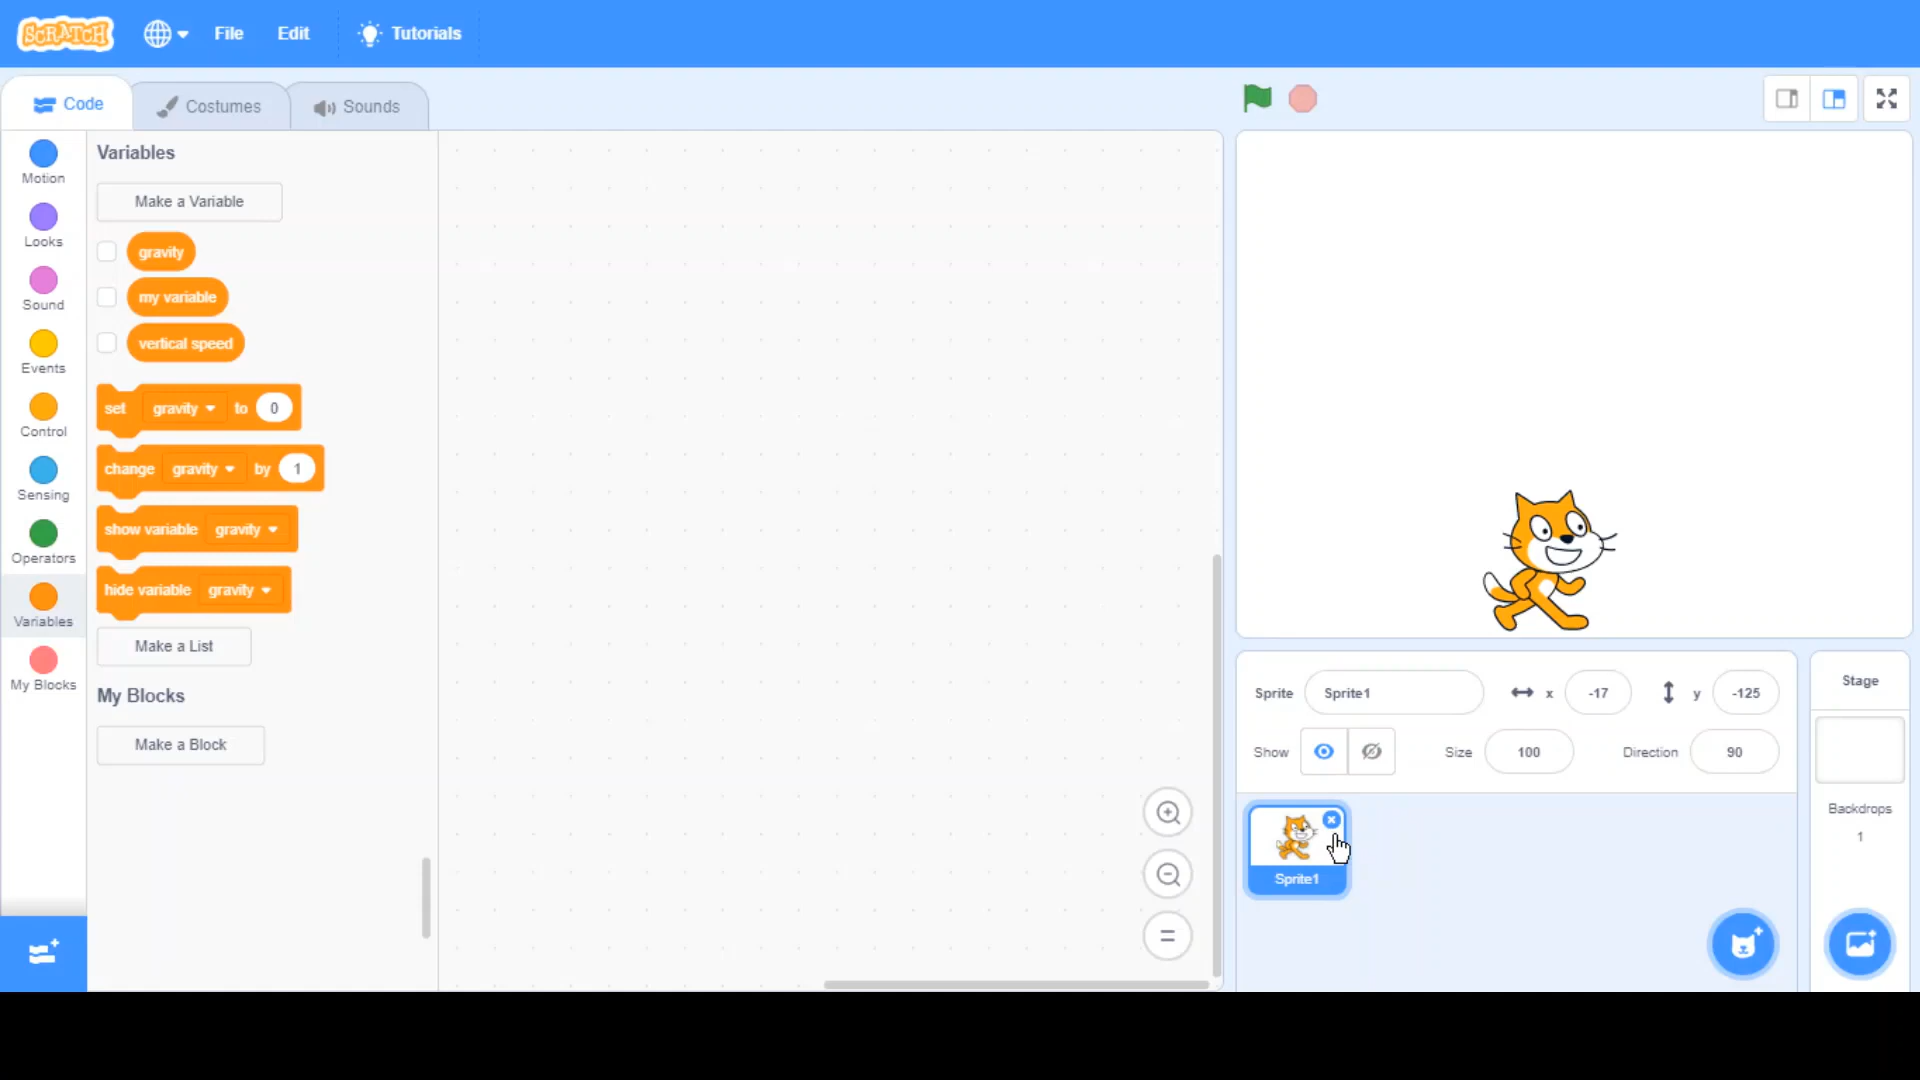 SCRATCH
File
Edit
Tutorials
Code
Costumes
Sounds
Motion
Looks
Sound
Events
Control
Sensing
Operators
Variables
My Blocks
Variables
Make a Variable
gravity
my variable
vertical speed
set gravity to 0
change gravity by 1
show variable gravity
hide variable gravity
Make a List
My Blocks
Make a Block
Sprite Sprite1 x -17 y -125
Show Size 100 Direction 90
Sprite1
Stage
Backdrops
1